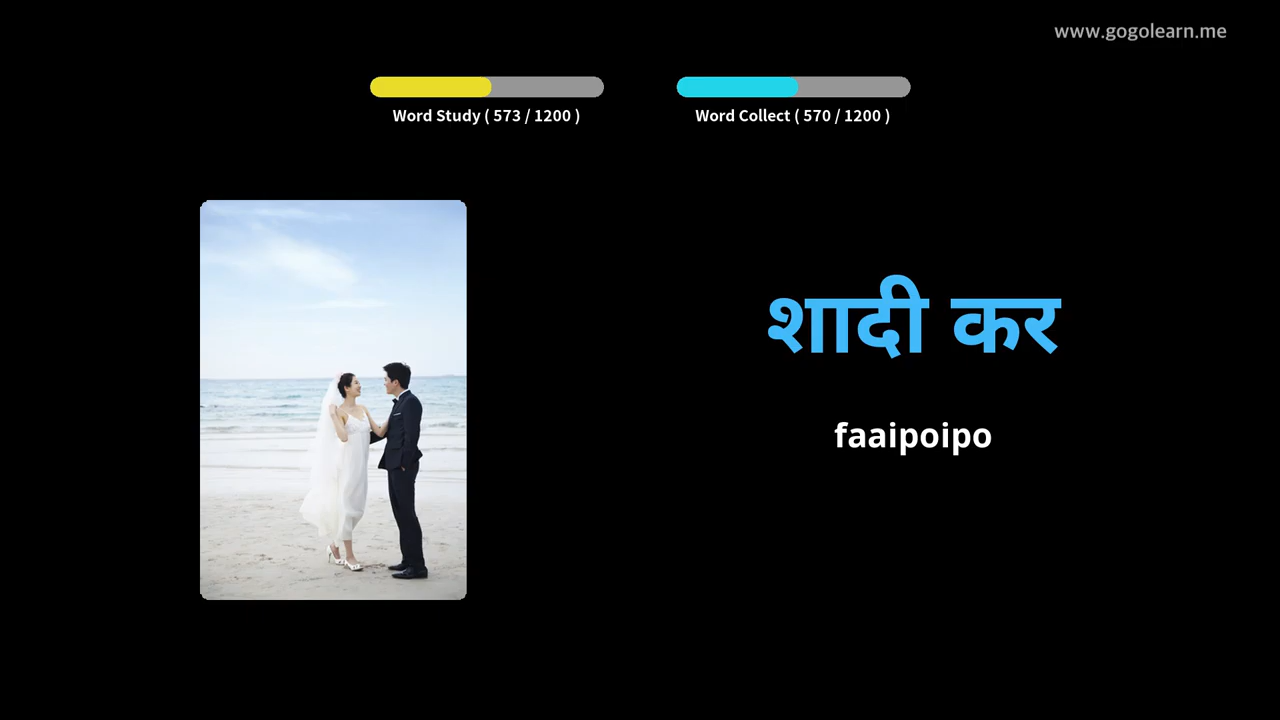 www.gogolearn.me
Word Study ( 573 / 1200 )
Word Collect ( 570 / 1200 )
शादी कर
faaipoipo